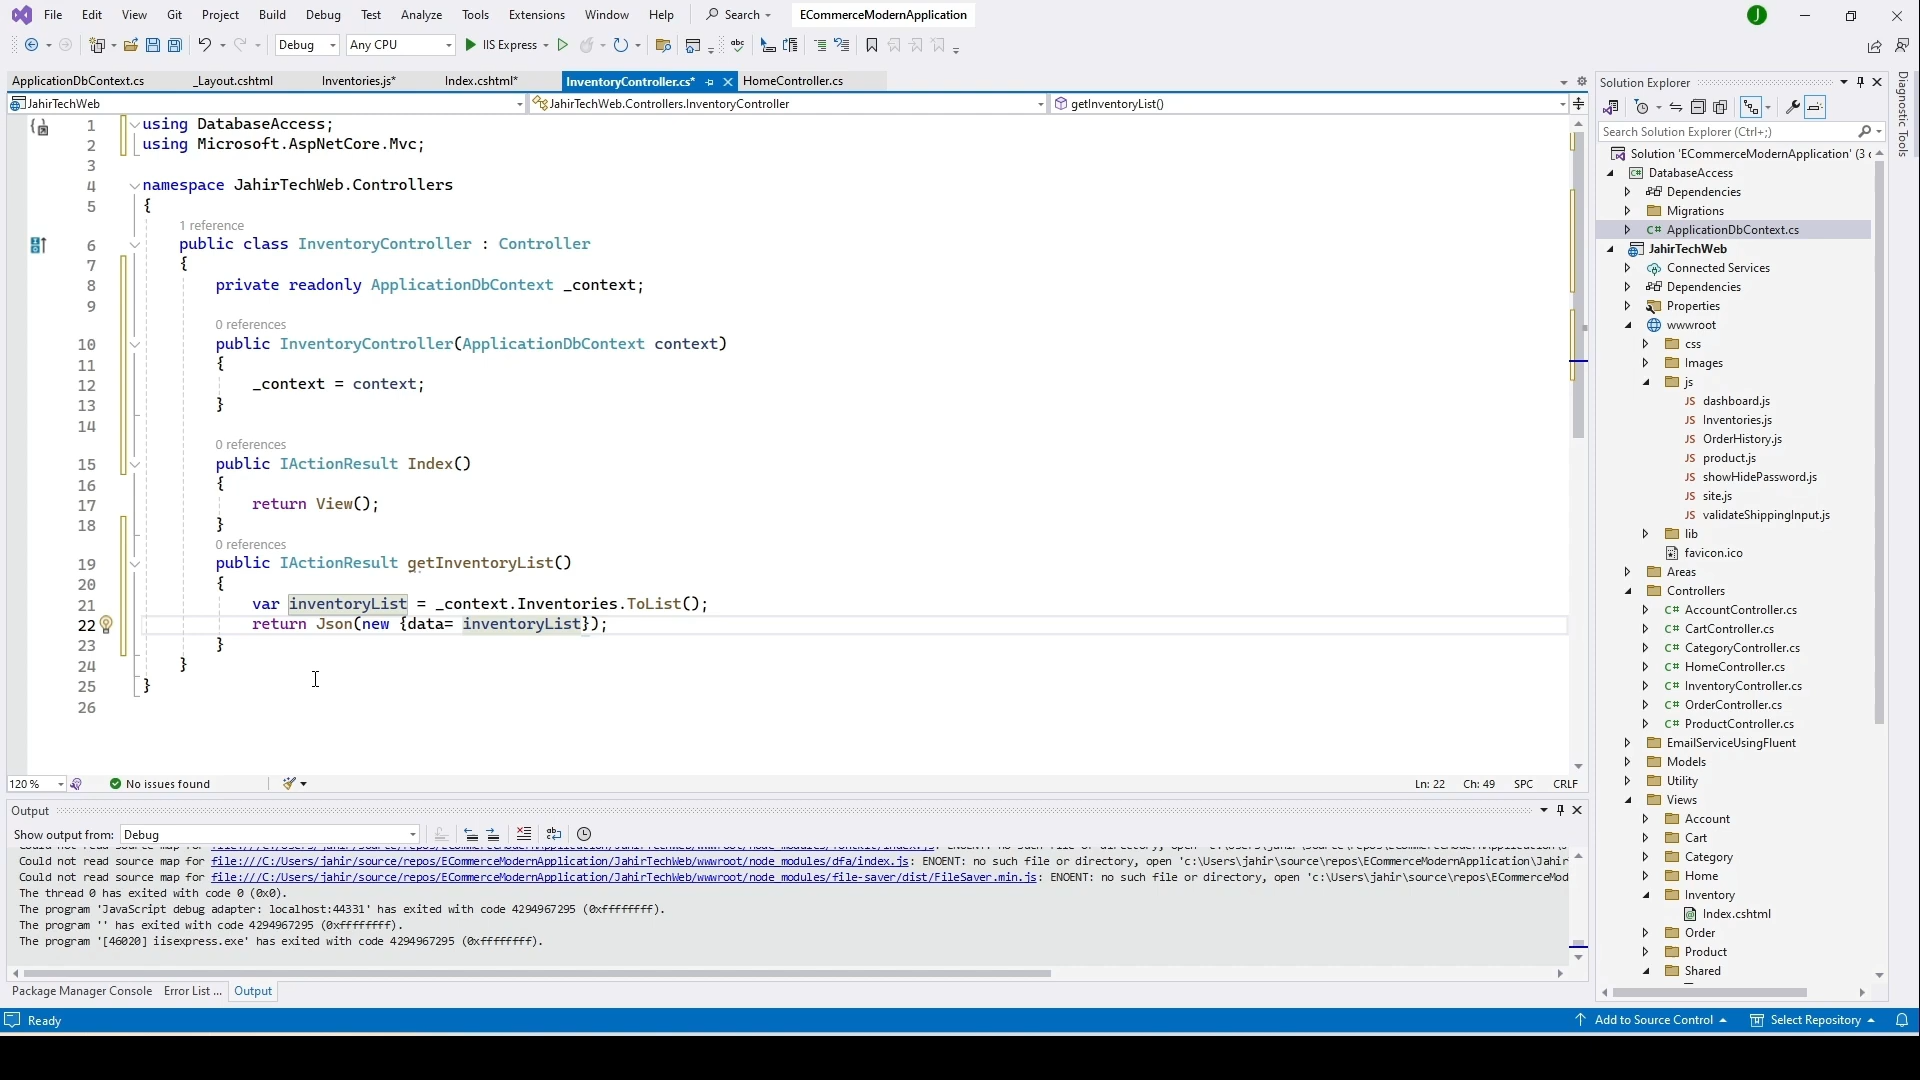 File Edit View Git Project Build Debug Test Analyze Tools Extensions Window Help Search ECommerceModernApplication J
Debug Any CPU IIS Express
ApplicationDbContext.cs _Layout.cshtml Inventories.js* Index.cshtml* InventoryController.cs* HomeController.cs
JahirTechWeb JahirTechWeb.Controllers.InventoryController getInventoryList()
1 using DatabaseAccess;
2 using Microsoft.AspNetCore.Mvc;
3
4 namespace JahirTechWeb.Controllers
5 {
1 reference
6 public class InventoryController : Controller
7 {
8 private readonly ApplicationDbContext _context;
9
0 references
10 public InventoryController(ApplicationDbContext context)
11 {
12 _context = context;
13 }
14
0 references
15 public IActionResult Index()
16 {
17 return View();
18 }
0 references
19 public IActionResult getInventoryList()
20 {
21 var inventoryList = _context.Inventories.ToList();
22 return Json(new {data= inventoryList});
23 }
24 }
25 }
26
120 % No issues found Ln: 22 Ch: 49 SPC CRLF
Output
Show output from: Debug
Could not read source map for file:///C:/Users/jahir/source/repos/ECommerceModernApplication/JahirTechWeb/wwwroot/node_modules/dfa/index.js: ENOENT: no such file or directory, open 'c:\Users\jahir\source\repos\ECommerceModernApplication\Jahir
Could not read source map for file:///C:/Users/jahir/source/repos/ECommerceModernApplication/JahirTechWeb/wwwroot/node_modules/file-saver/dist/FileSaver.min.js: ENOENT: no such file or directory, open 'c:\Users\jahir\source\repos\ECommerceMod
The thread 0 has exited with code 0 (0x0).
The program 'JavaScript debug adapter: localhost:44331' has exited with code 4294967295 (0xffffffff).
The program '' has exited with code 4294967295 (0xffffffff).
The program '[46020] iisexpress.exe' has exited with code 4294967295 (0xffffffff).
Package Manager Console Error List ... Output
Ready Add to Source Control Select Repository
Solution Explorer
Search Solution Explorer (Ctrl+;)
Solution 'ECommerceModernApplication' (3
DatabaseAccess
Dependencies
Migrations
C# ApplicationDbContext.cs
JahirTechWeb
Connected Services
Dependencies
Properties
wwwroot
css
Images
js
JS dashboard.js
JS Inventories.js
JS OrderHistory.js
JS product.js
JS showHidePassword.js
JS site.js
JS validateShippingInput.js
lib
favicon.ico
Areas
Controllers
C# AccountController.cs
C# CartController.cs
C# CategoryController.cs
C# HomeController.cs
C# InventoryController.cs
C# OrderController.cs
C# ProductController.cs
EmailServiceUsingFluent
Models
Utility
Views
Account
Cart
Category
Home
Inventory
Index.cshtml
Order
Product
Shared
Diagnostic Tools